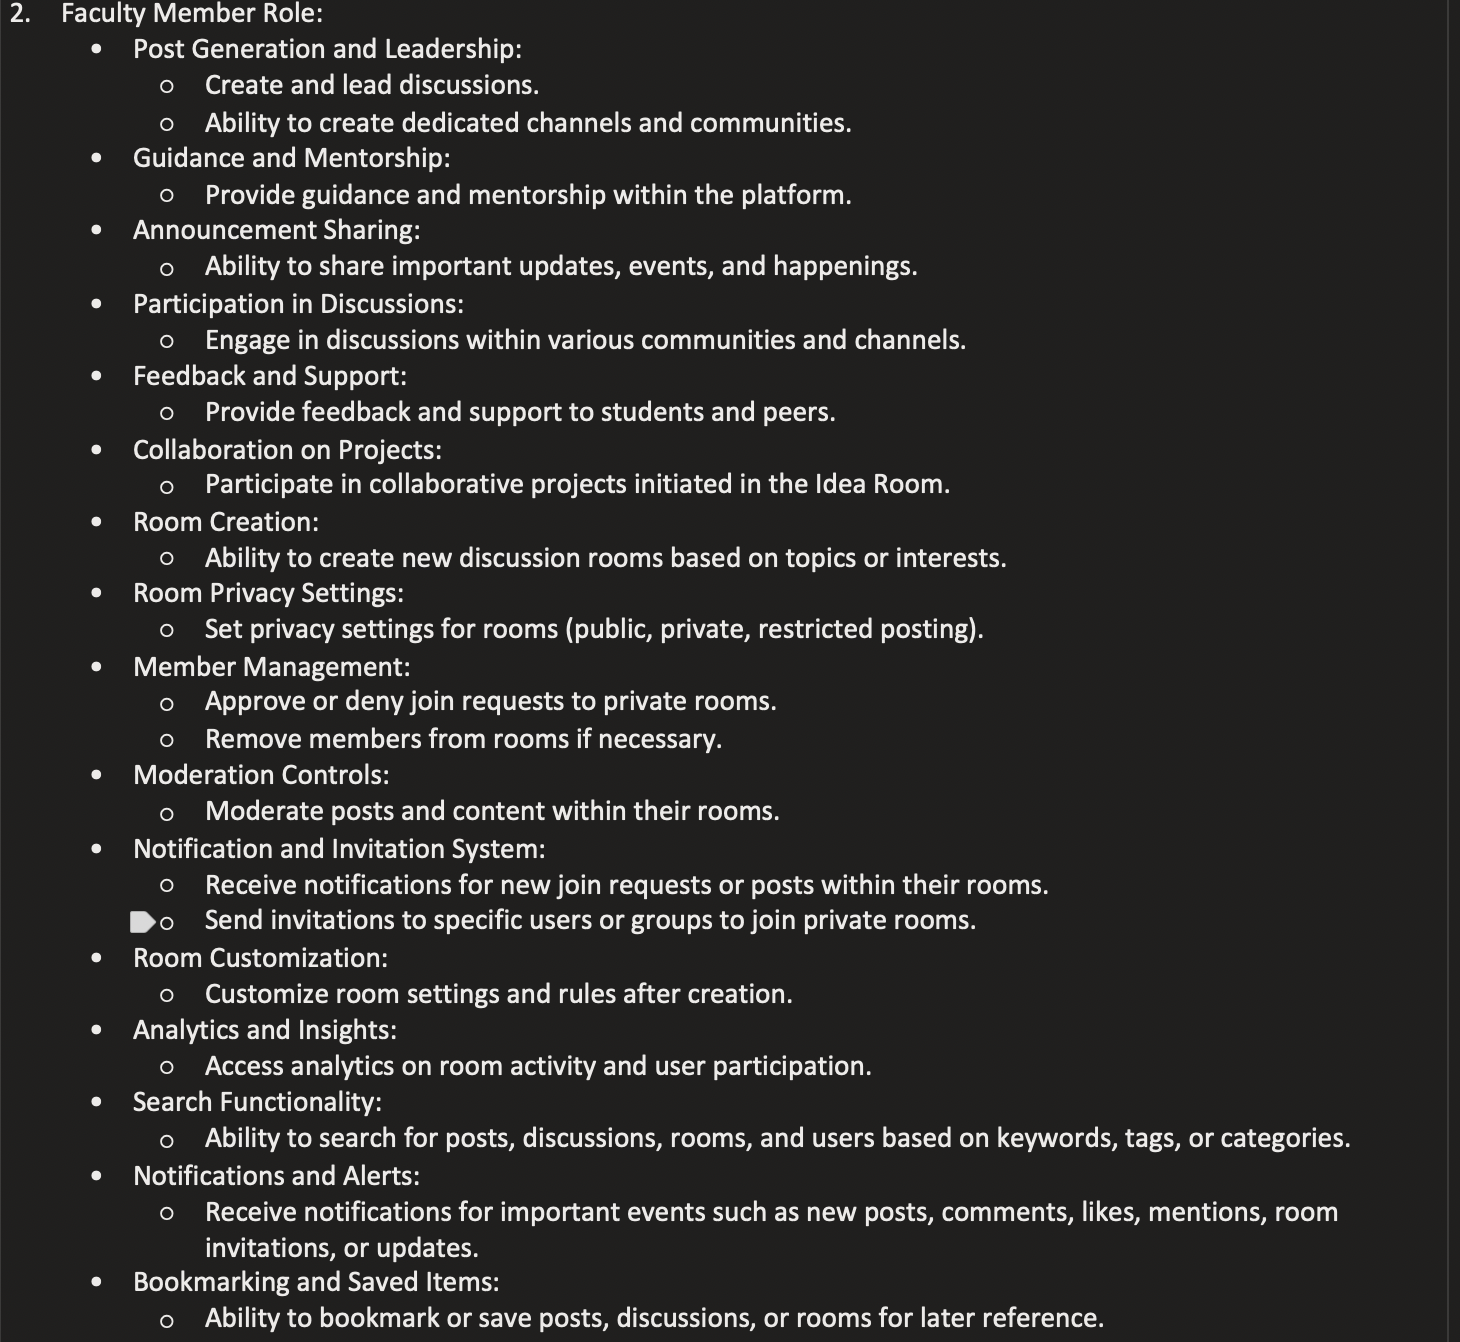 2. Faculty Member Role:
• Post Generation and Leadership:
o Create and lead discussions.
o Ability to create dedicated channels and communities.
• Guidance and Mentorship:
o Provide guidance and mentorship within the platform.
• Announcement Sharing:
o Ability to share important updates, events, and happenings.
• Participation in Discussions:
o Engage in discussions within various communities and channels.
• Feedback and Support:
o Provide feedback and support to students and peers.
• Collaboration on Projects:
o Participate in collaborative projects initiated in the Idea Room.
• Room Creation:
o Ability to create new discussion rooms based on topics or interests.
• Room Privacy Settings:
o Set privacy settings for rooms (public, private, restricted posting).
• Member Management:
o Approve or deny join requests to private rooms.
o Remove members from rooms if necessary.
• Moderation Controls:
o Moderate posts and content within their rooms.
• Notification and Invitation System:
o Receive notifications for new join requests or posts within their rooms.
o Send invitations to specific users or groups to join private rooms.
• Room Customization:
o Customize room settings and rules after creation.
• Analytics and Insights:
o Access analytics on room activity and user participation.
• Search Functionality:
o Ability to search for posts, discussions, rooms, and users based on keywords, tags, or categories.
• Notifications and Alerts:
o Receive notifications for important events such as new posts, comments, likes, mentions, room
invitations, or updates.
• Bookmarking and Saved Items:
o Ability to bookmark or save posts, discussions, or rooms for later reference.